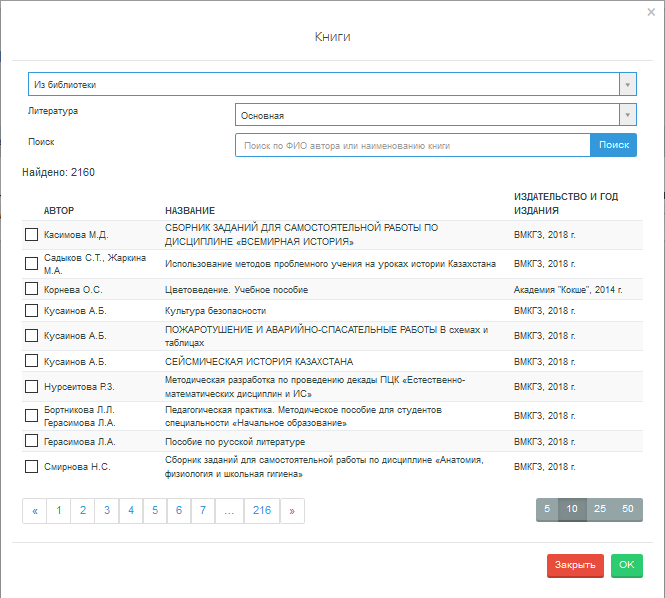 ×
Книги
Из библиотеки
Литература
Основная
Поиск
Поиск по ФИО автора или наименованию книги
Поиск
Найдено: 2160
АВТОР
НАЗВАНИЕ
ИЗДАТЕЛЬСТВО И ГОД
ИЗДАНИЯ
Касимова М.Д.
СБОРНИК ЗАДАНИЙ ДЛЯ САМОСТОЯТЕЛЬНОЙ РАБОТЫ ПО
ДИСЦИПЛИНЕ «ВСЕМИРНАЯ ИСТОРИЯ»
ВМКГЗ, 2018 г.
Садыков С.Т., Жаркина
М.А.
Использование методов проблемного учения на уроках истории Казахстана
ВМКГЗ, 2018 г.
Корнева О.С.
Цветоведение. Учебное пособие
Академия "Кокше", 2014 г.
Кусаинов А.Б.
Культура безопасности
ВМКГЗ, 2018 г.
Кусаинов А.Б.
ПОЖАРОТУШЕНИЕ И АВАРИЙНО-СПАСАТЕЛЬНЫЕ РАБОТЫ В схемах и
таблицах
ВМКГЗ, 2018 г.
Кусаинов А.Б.
СЕЙСМИЧЕСКАЯ ИСТОРИЯ КАЗАХСТАНА
ВМКГЗ, 2018 г.
Нурсеитова Р.З.
Методическая разработка по проведению декады ПЦК «Естественно-
математических дисциплин и ИС»
ВМКГЗ, 2018 г.
Бортникова Л.Л.
Герасимова Л.А.
Педагогическая практика. Методическое пособие для студентов
специальности «Начальное образование»
ВМКГЗ, 2018 г.
Герасимова Л.А.
Пособие по русской литературе
ВМКГЗ, 2018 г.
Смирнова Н.С.
Сборник заданий для самостоятельной работы по дисциплине «Анатомия,
физиология и школьная гигиена»
ВМКГЗ, 2018 г.
« 1 2 3 4 5 6 7 ... 216 »
5 10 25 50
Закрыть
OK